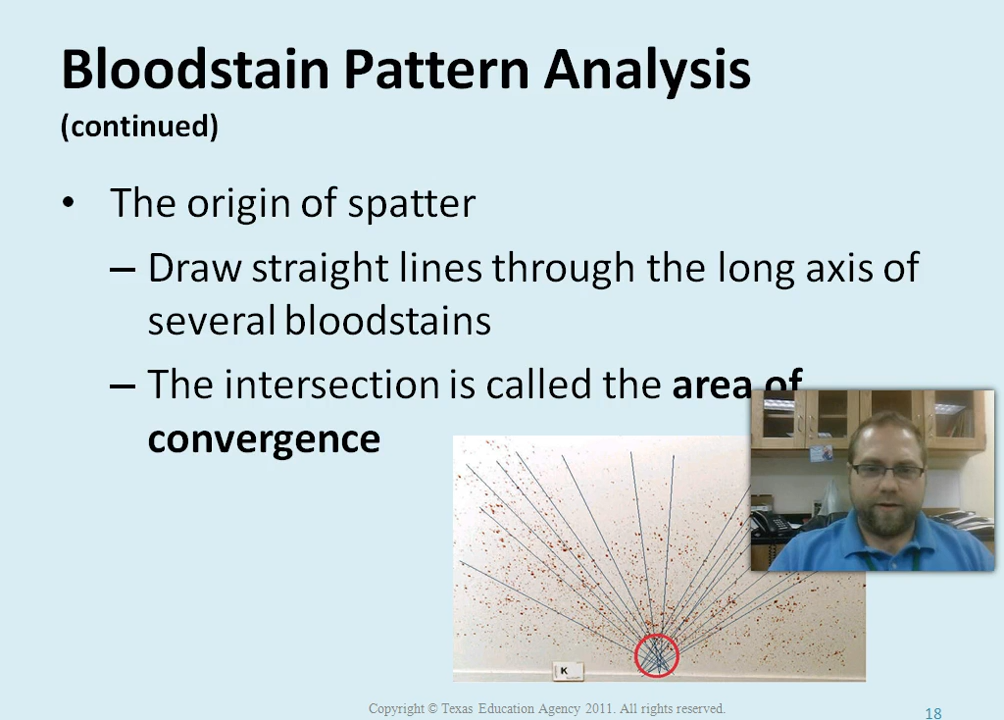 Bloodstain Pattern Analysis
(continued)
• The origin of spatter
– Draw straight lines through the long axis of
several bloodstains
– The intersection is called the area of
convergence
K
Copyright © Texas Education Agency 2011. All rights reserved.
18